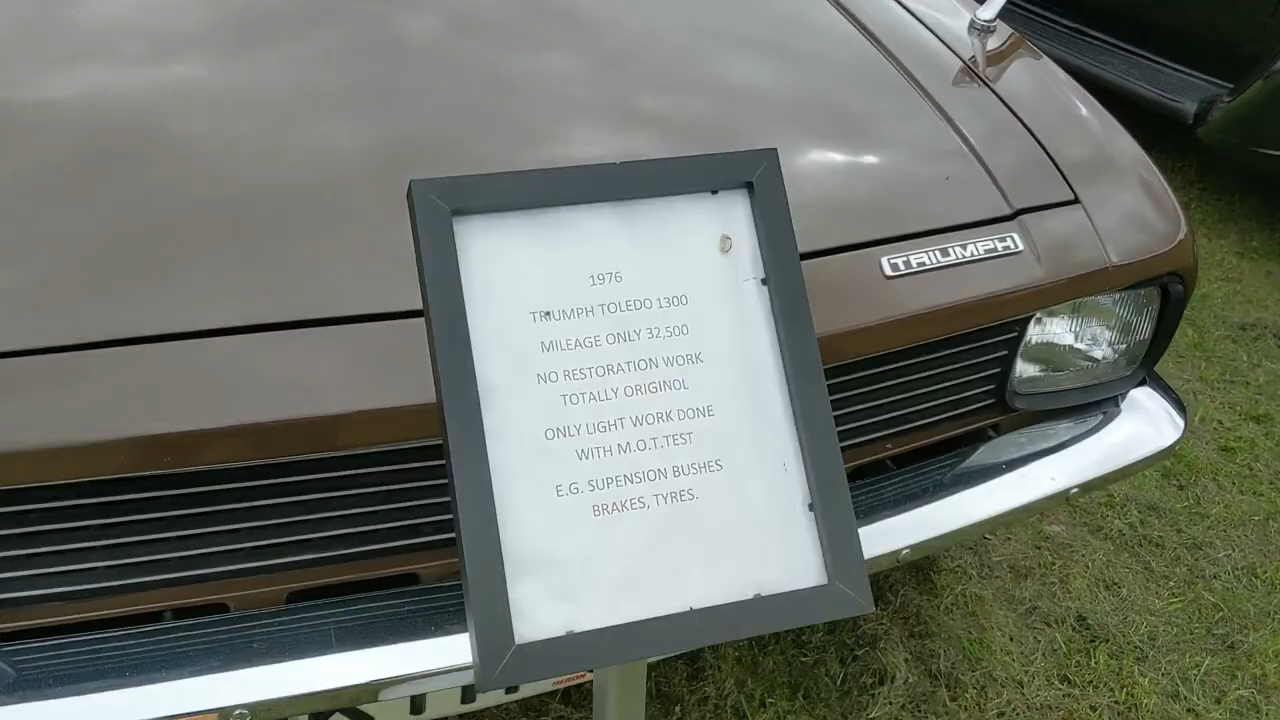 TRIUMPH
1976
TRIUMPH TOLEDO 1300
MILEAGE ONLY 32,500
NO RESTORATION WORK
TOTALLY ORIGINOL
ONLY LIGHT WORK DONE
WITH M.O.T.TEST
E.G. SUPENSION BUSHES
BRAKES, TYRES.